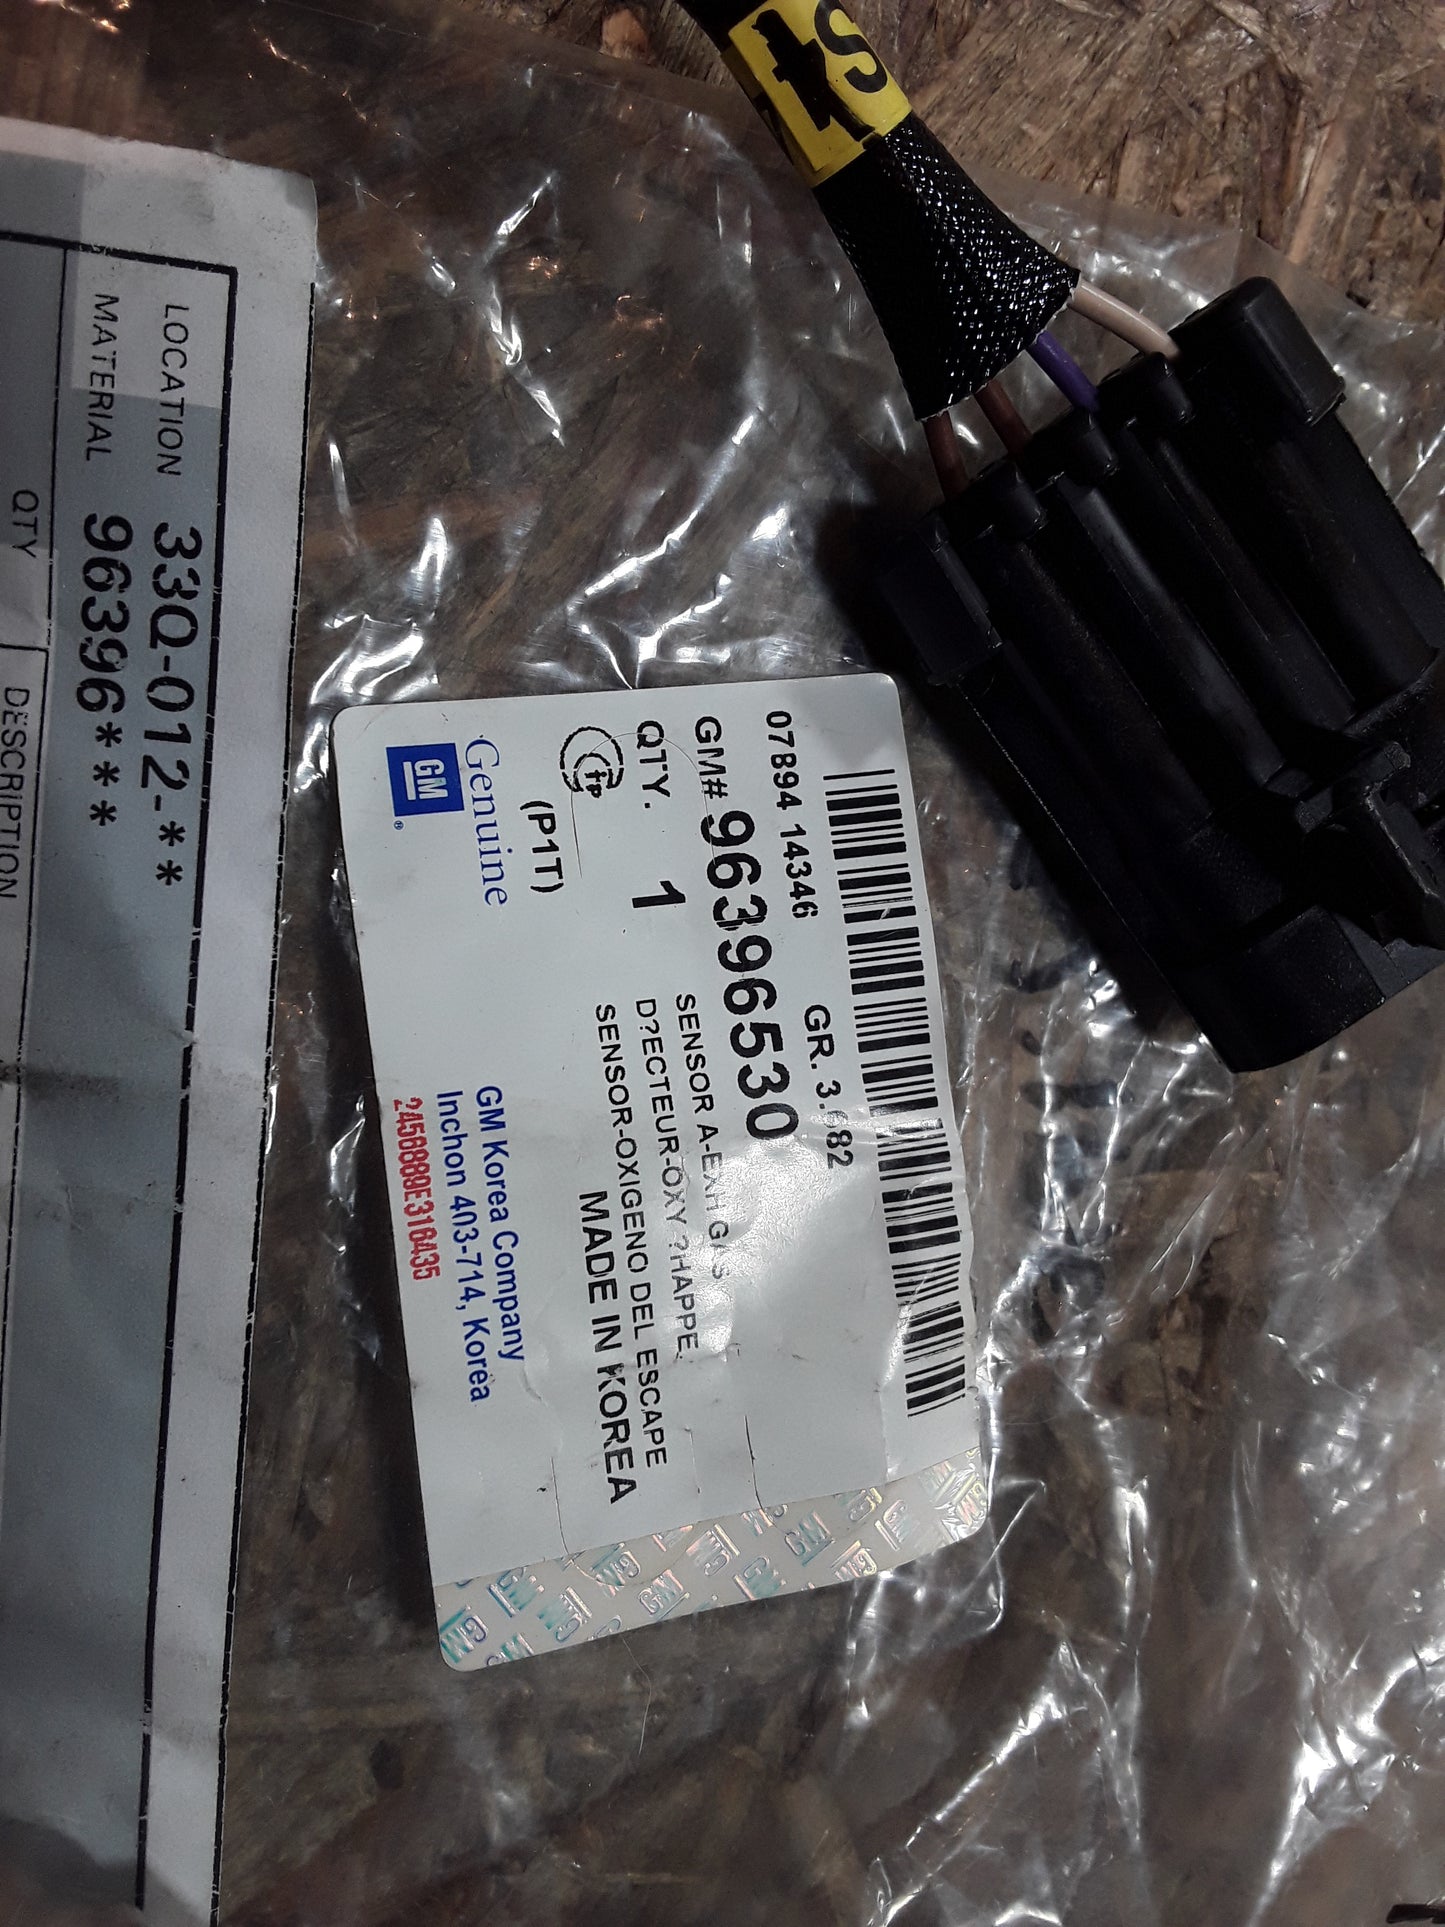 S
LOCATION 33Q-012-**
MATERIAL 96396***
QTY
DESCRIPTION
07894 14346 GR. 3.682
GM# 96396530
SENSOR A-EXH GAS
QTY. 1
D?ECTEUR-OXY ?HAPPE.
SENSOR-OXIGENO DEL ESCAPE
ftp
(P1T)
MADE IN KOREA
Genuine
GM Korea Company
GM
Inchon 403-714, Korea
2458889E316435